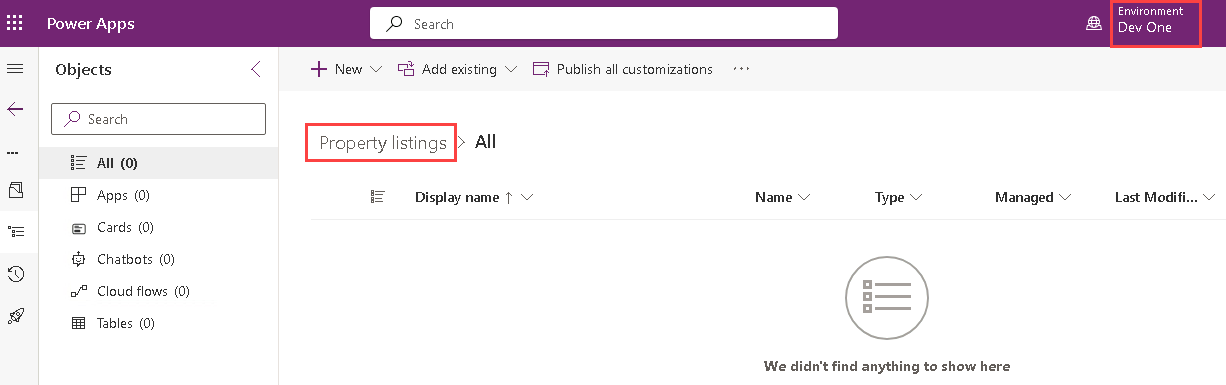 Power Apps
Search
Environment
Dev One
Objects
New
Add existing
Publish all customizations
...
Search
Property listings > All
All (0)
Apps (0)
Cards (0)
Chatbots (0)
Cloud flows (0)
Tables (0)
Display name ↑ Name Type Managed Last Modifi...
We didn't find anything to show here